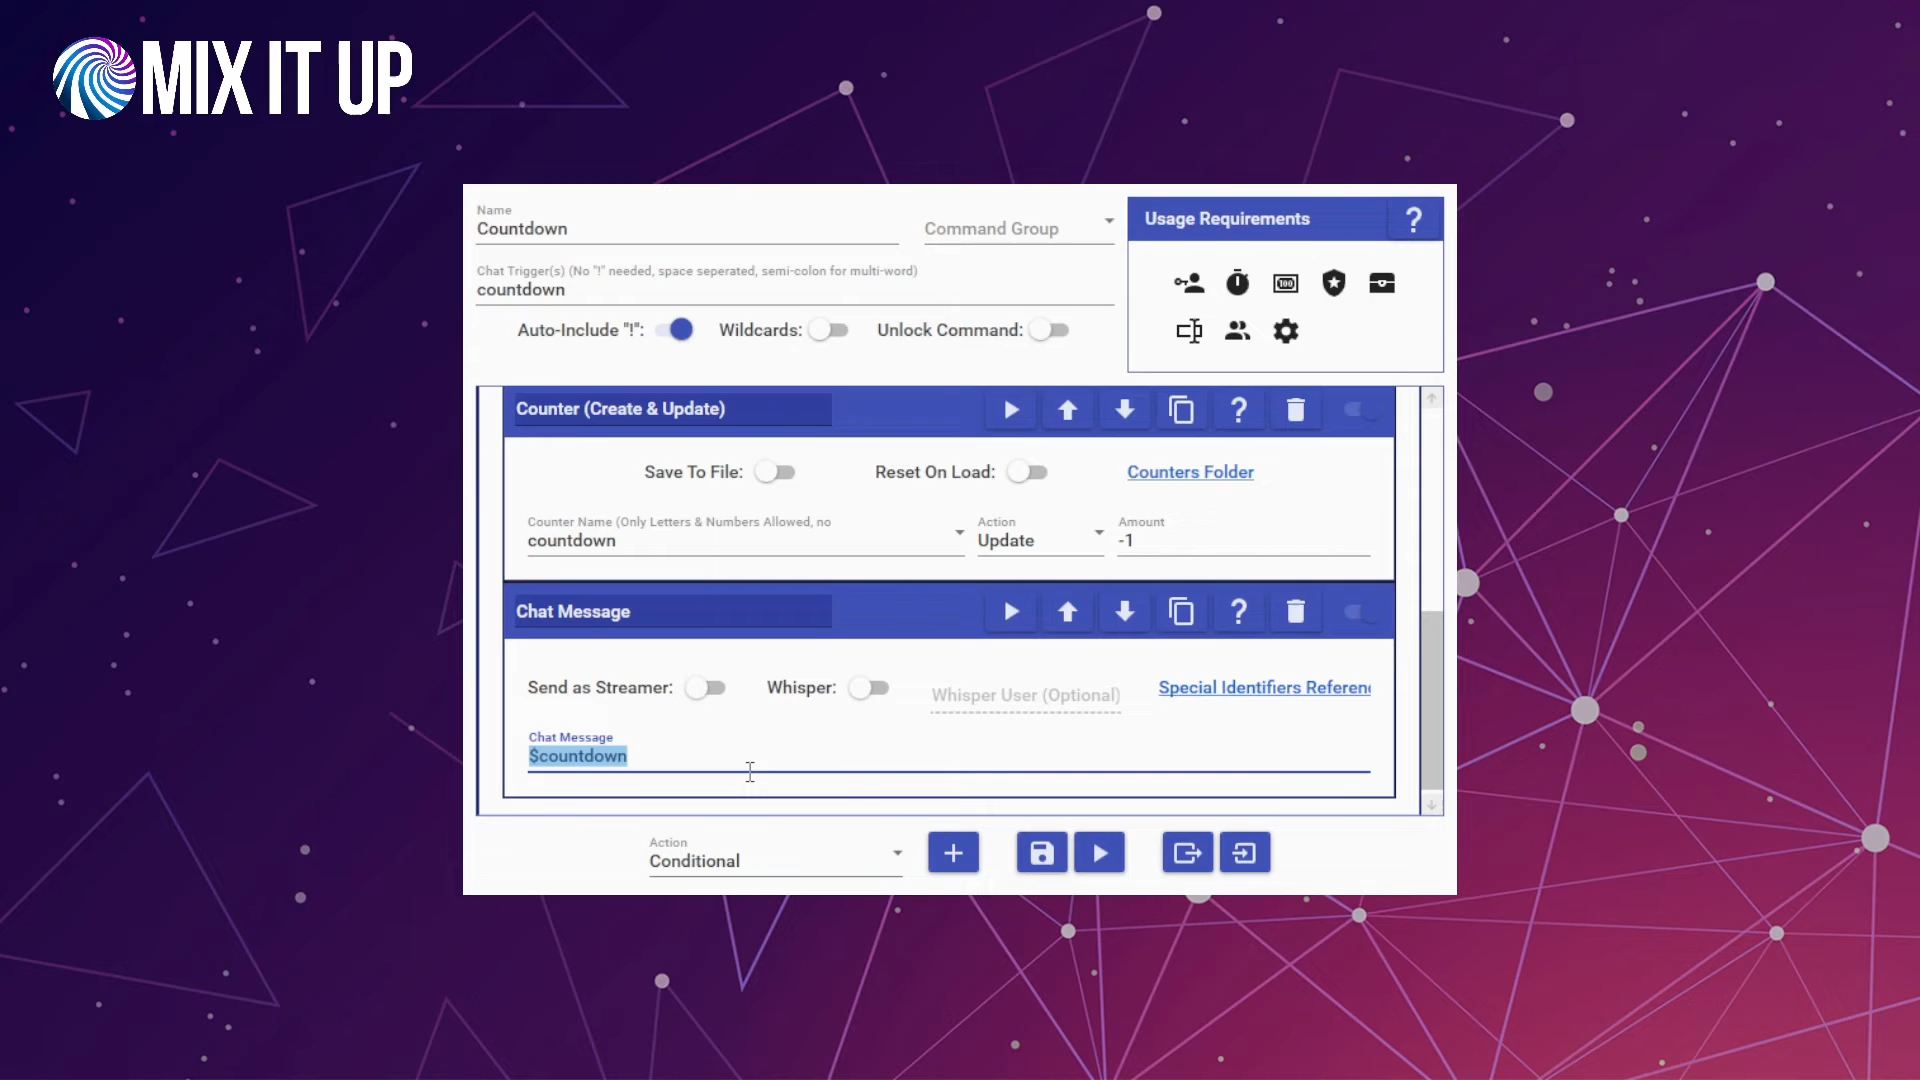 MIX IT UP
Name
Countdown
Command Group
Usage Requirements
?
Chat Trigger(s) (No "!" needed, space seperated, semi-colon for multi-word)
countdown
100
Auto-Include "!":
Wildcards:
Unlock Command:
Counter (Create & Update)
?
Save To File:
Reset On Load:
Counters Folder
Counter Name (Only Letters & Numbers Allowed, no
countdown
Action
Update
Amount
-1
Chat Message
?
Send as Streamer:
Whisper:
Whisper User (Optional)
Special Identifiers Referenc
Chat Message
$countdown
Action
Conditional